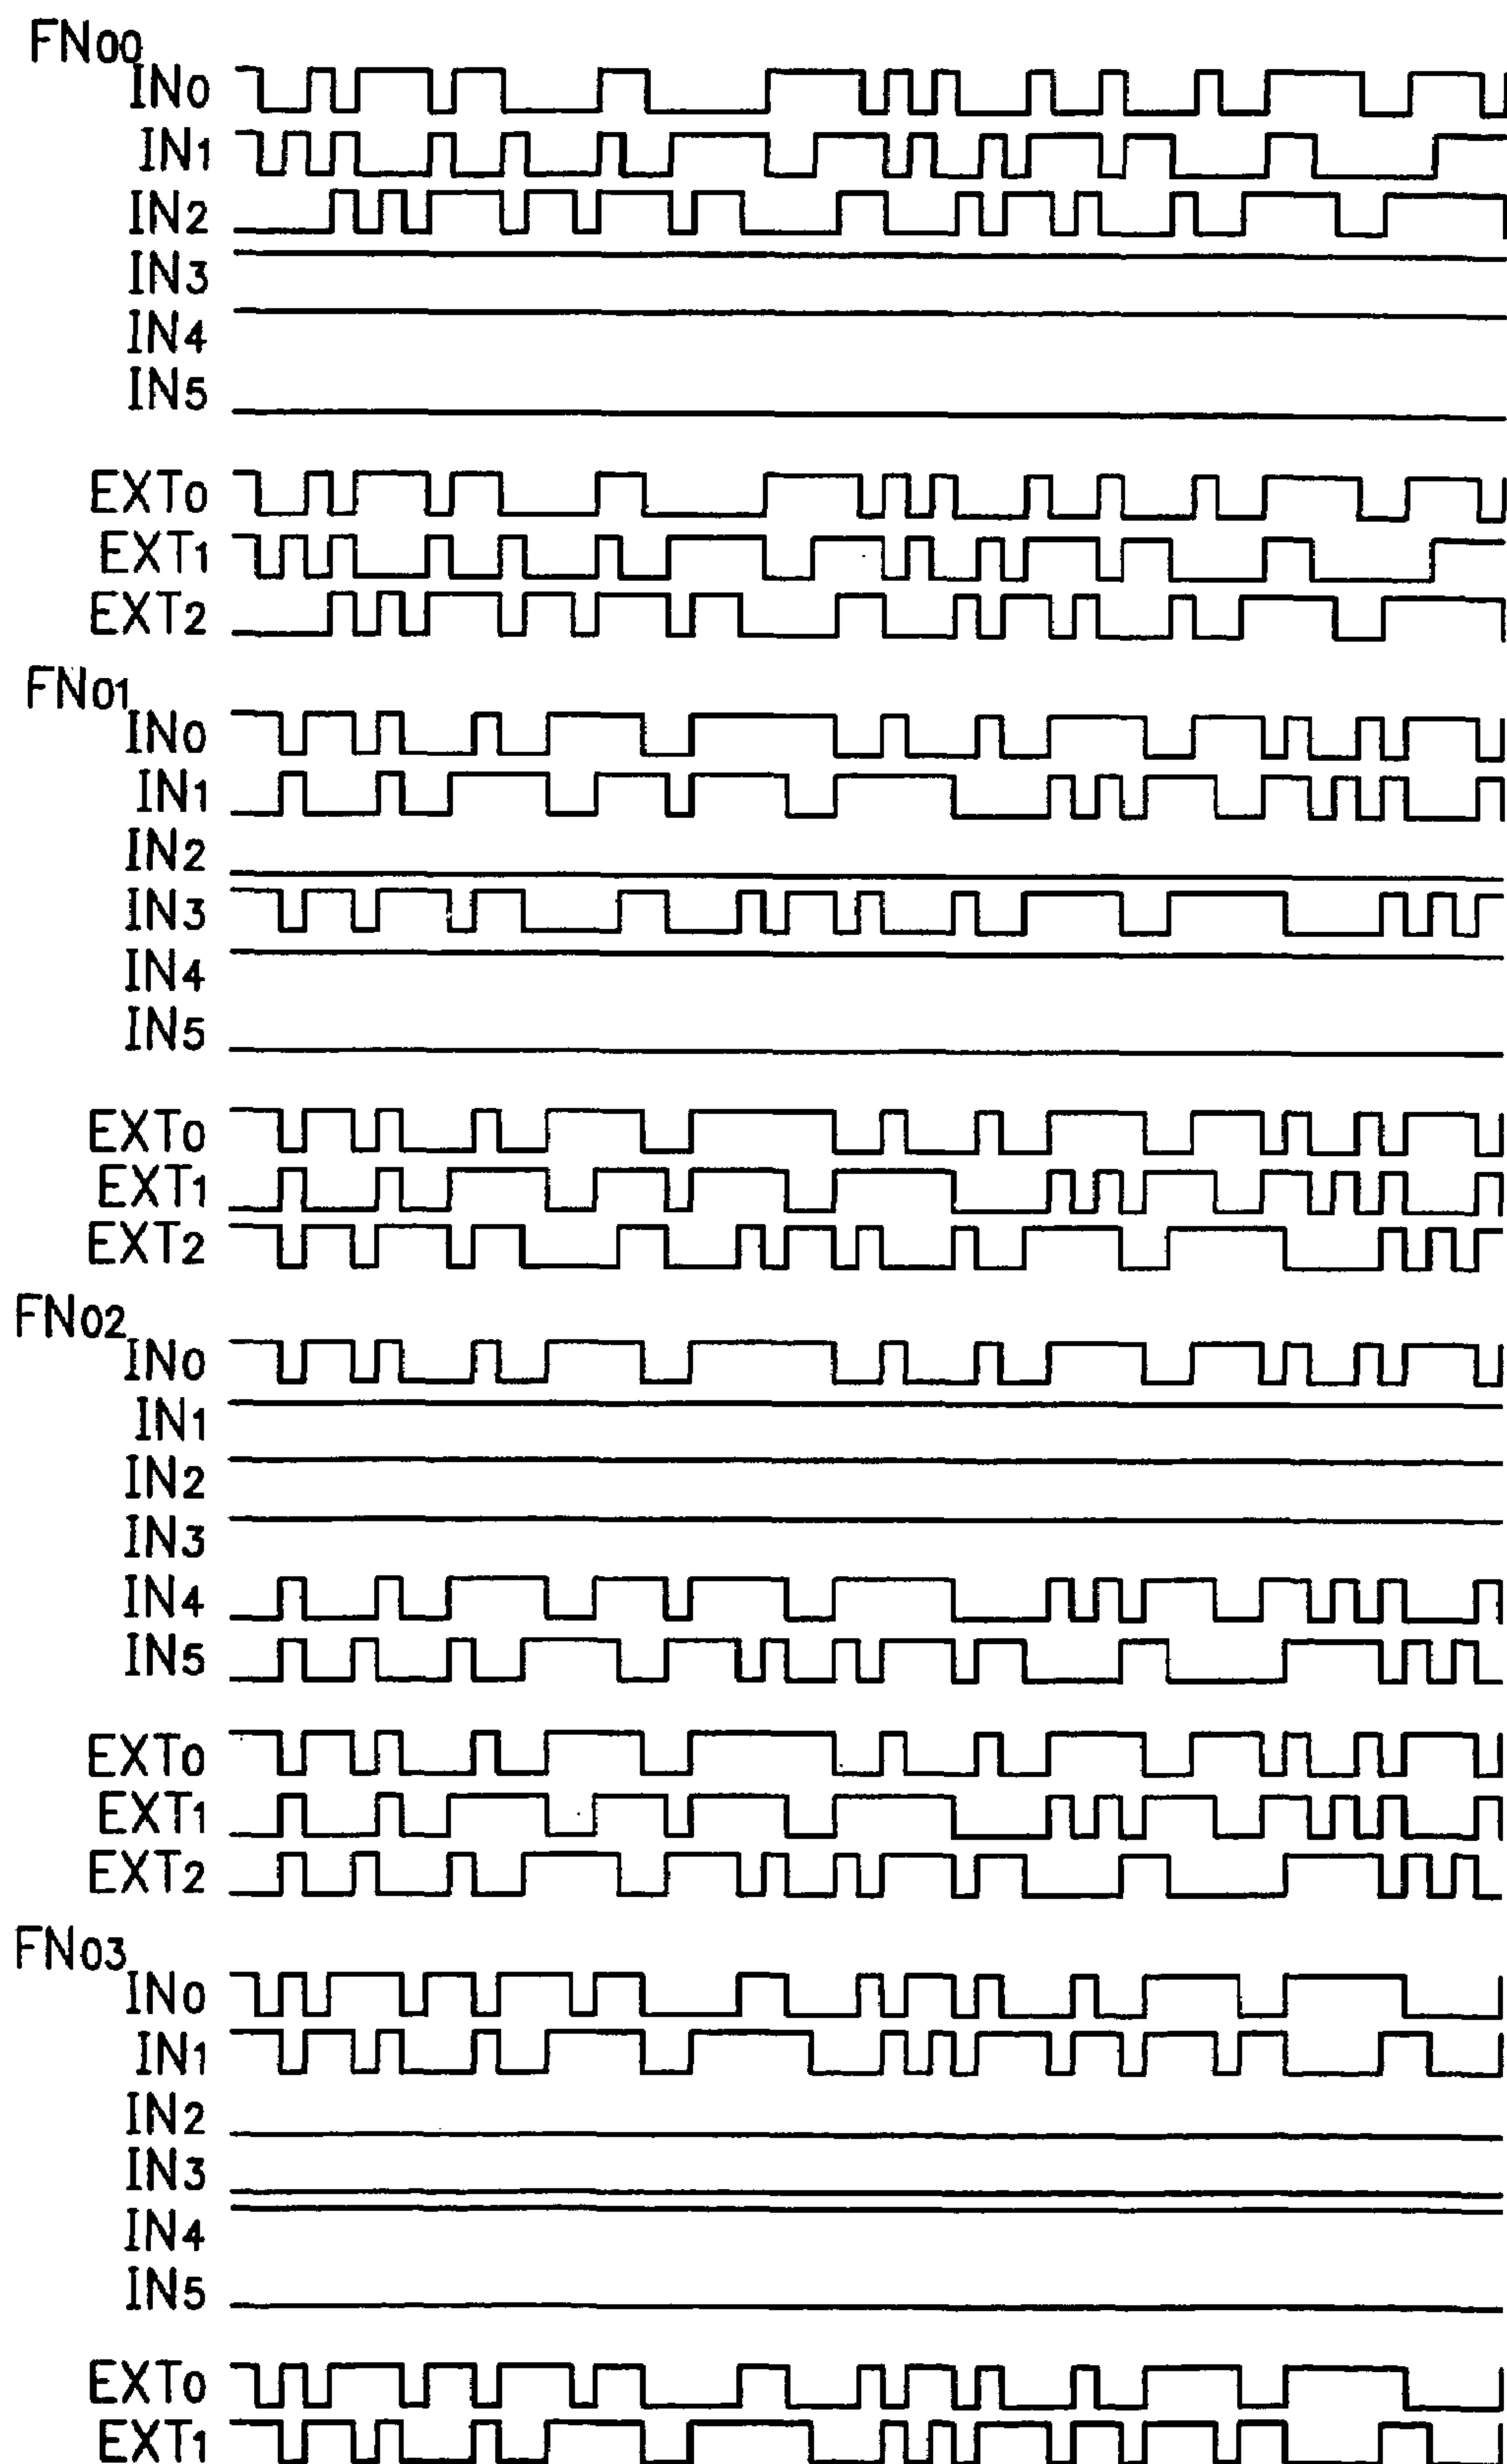 FN00
IN0
IN1
IN2
IN3
IN4
IN5
EXT0
EXT1
EXT2
FN01
IN0
IN1
IN2
IN3
IN4
IN5
EXT0
EXT1
EXT2
FN02
IN0
IN1
IN2
IN3
IN4
IN5
EXT0
EXT1
EXT2
FN03
IN0
IN1
IN2
IN3
IN4
IN5
EXT0
EXT1